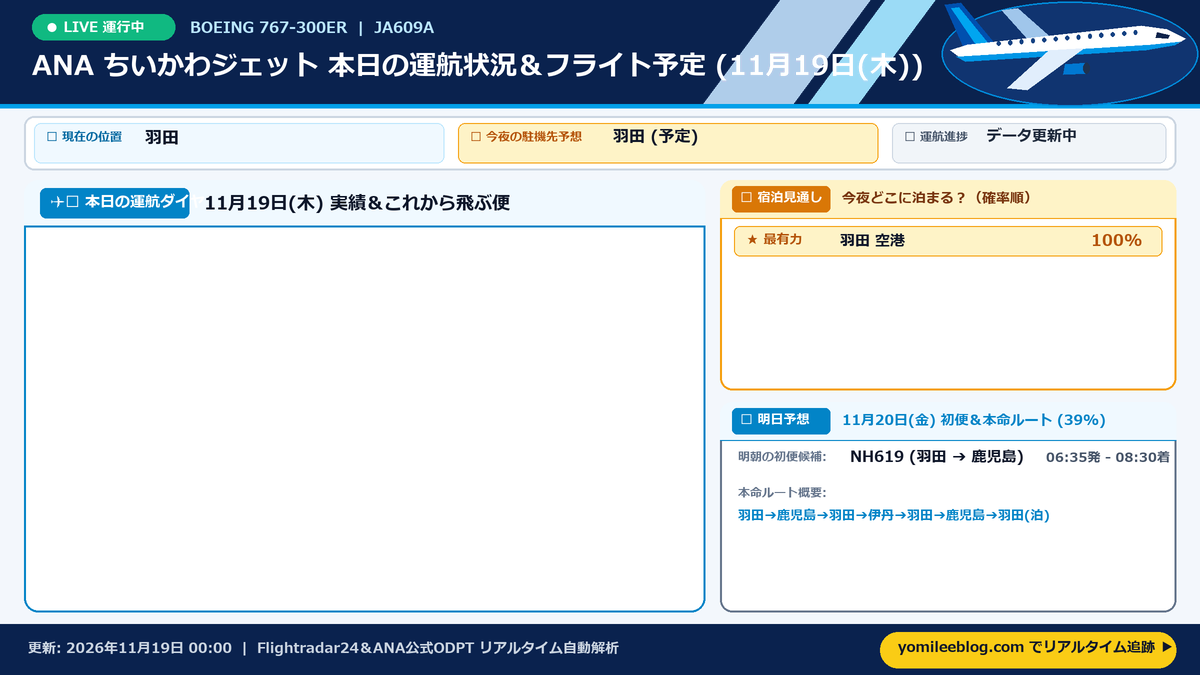 ● LIVE 運行中
BOEING 767-300ER | JA609A
ANA ちいかわジェット 本日の運航状況＆フライト予定 (11月19日(木))
□ 現在の位置 羽田
□ 今夜の駐機先予想 羽田 (予定)
□ 運航進捗 データ更新中
✈□ 本日の運航ダイ
11月19日(木) 実績＆これから飛ぶ便
□ 宿泊見通し 今夜どこに泊まる？（確率順）
★ 最有力 羽田 空港 100%
□ 明日予想 11月20日(金) 初便＆本命ルート (39%)
明朝の初便候補: NH619 (羽田 → 鹿児島) 06:35発 - 08:30着
本命ルート概要:
羽田→鹿児島→羽田→伊丹→羽田→鹿児島→羽田(泊)
更新: 2026年11月19日 00:00 | Flightradar24＆ANA公式ODPT リアルタイム自動解析
yomileeblog.com でリアルタイム追跡 ▶